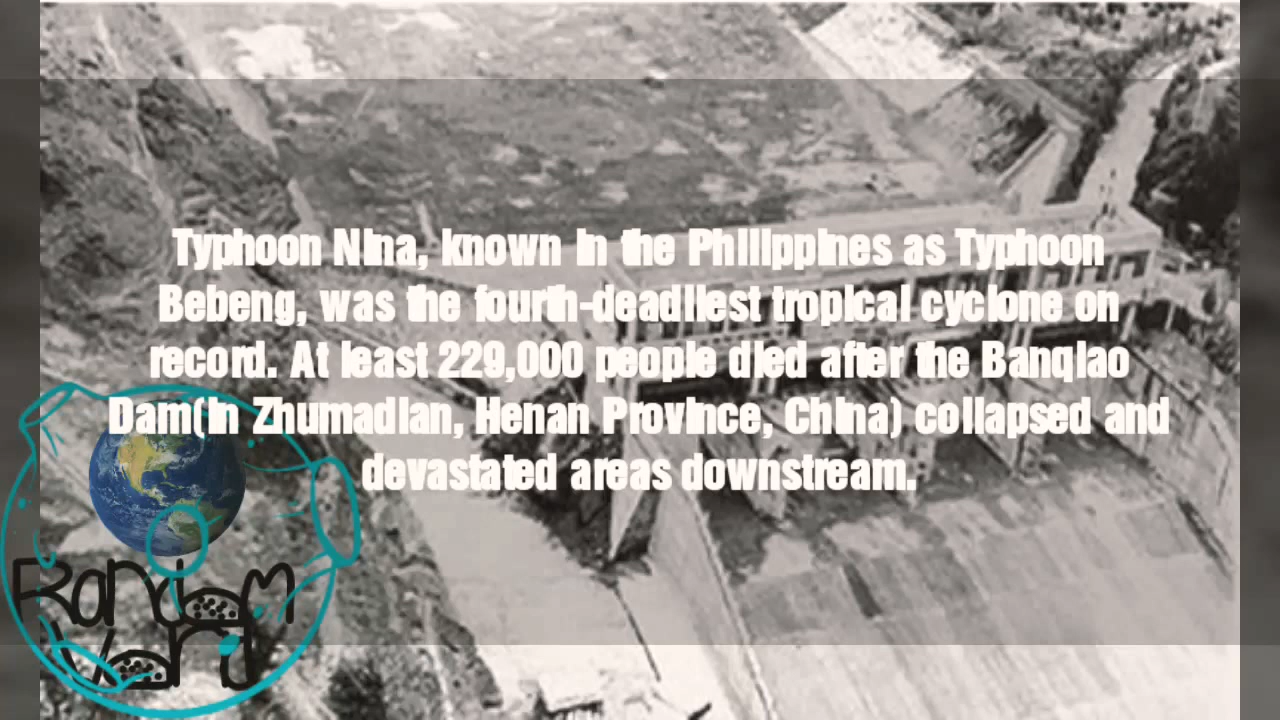 Typhoon Nina, known in the Philippines as Typhoon
Bebeng, was the fourth-deadliest tropical cyclone on
record. At least 229,000 people died after the Banqiao
Dam(in Zhumadian, Henan Province, China) collapsed and
devastated areas downstream.
Random